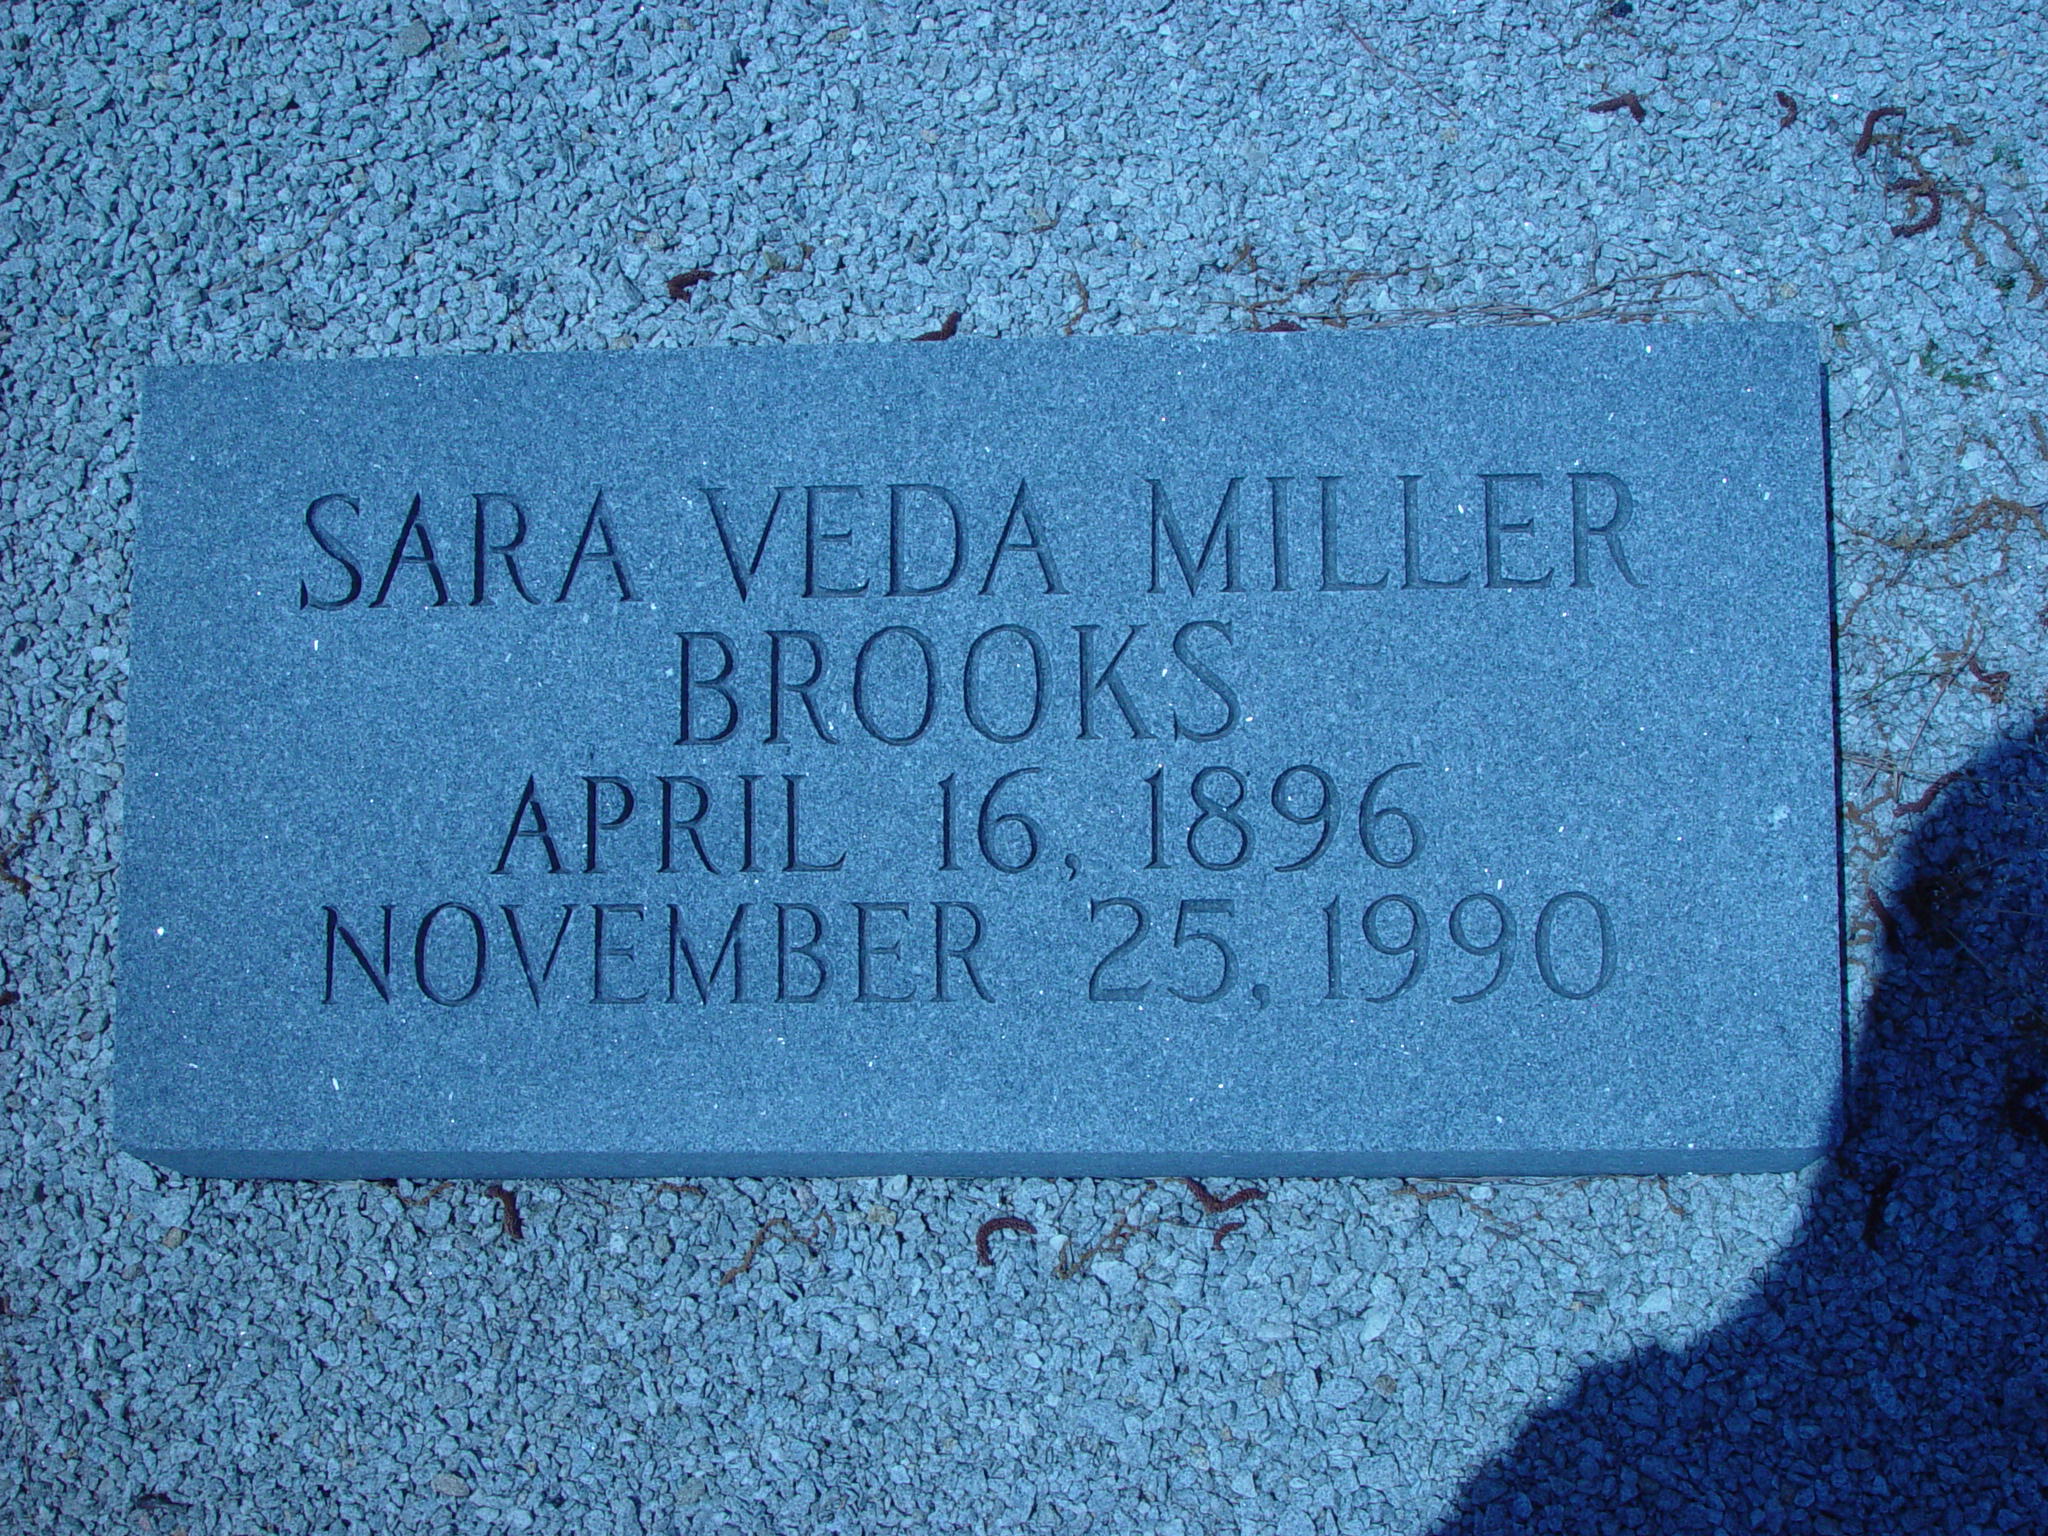 SARA VEDA MILLER
BROOKS
APRIL 16, 1896
NOVEMBER 25, 1990